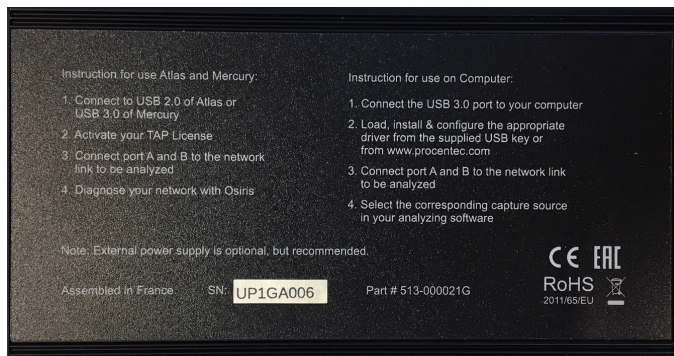 Instruction for use Atlas and Mercury:
1. Connect to USB 2.0 of Atlas or
USB 3.0 of Mercury
2. Activate your TAP License
3. Connect port A and B to the network
link to be analyzed
4. Diagnose your network with Osiris
Instruction for use on Computer:
1. Connect the USB 3.0 port to your computer
2. Load, install & configure the appropriate
driver from the supplied USB key or
from www.procentec.com
3. Connect port A and B to the network link
to be analyzed
4. Select the corresponding capture source
in your analyzing software
Note: External power supply is optional, but recommended.
Assembled in France SN: UP1GA006 Part # 513-000021G
CE EAC
RoHS
2011/65/EU